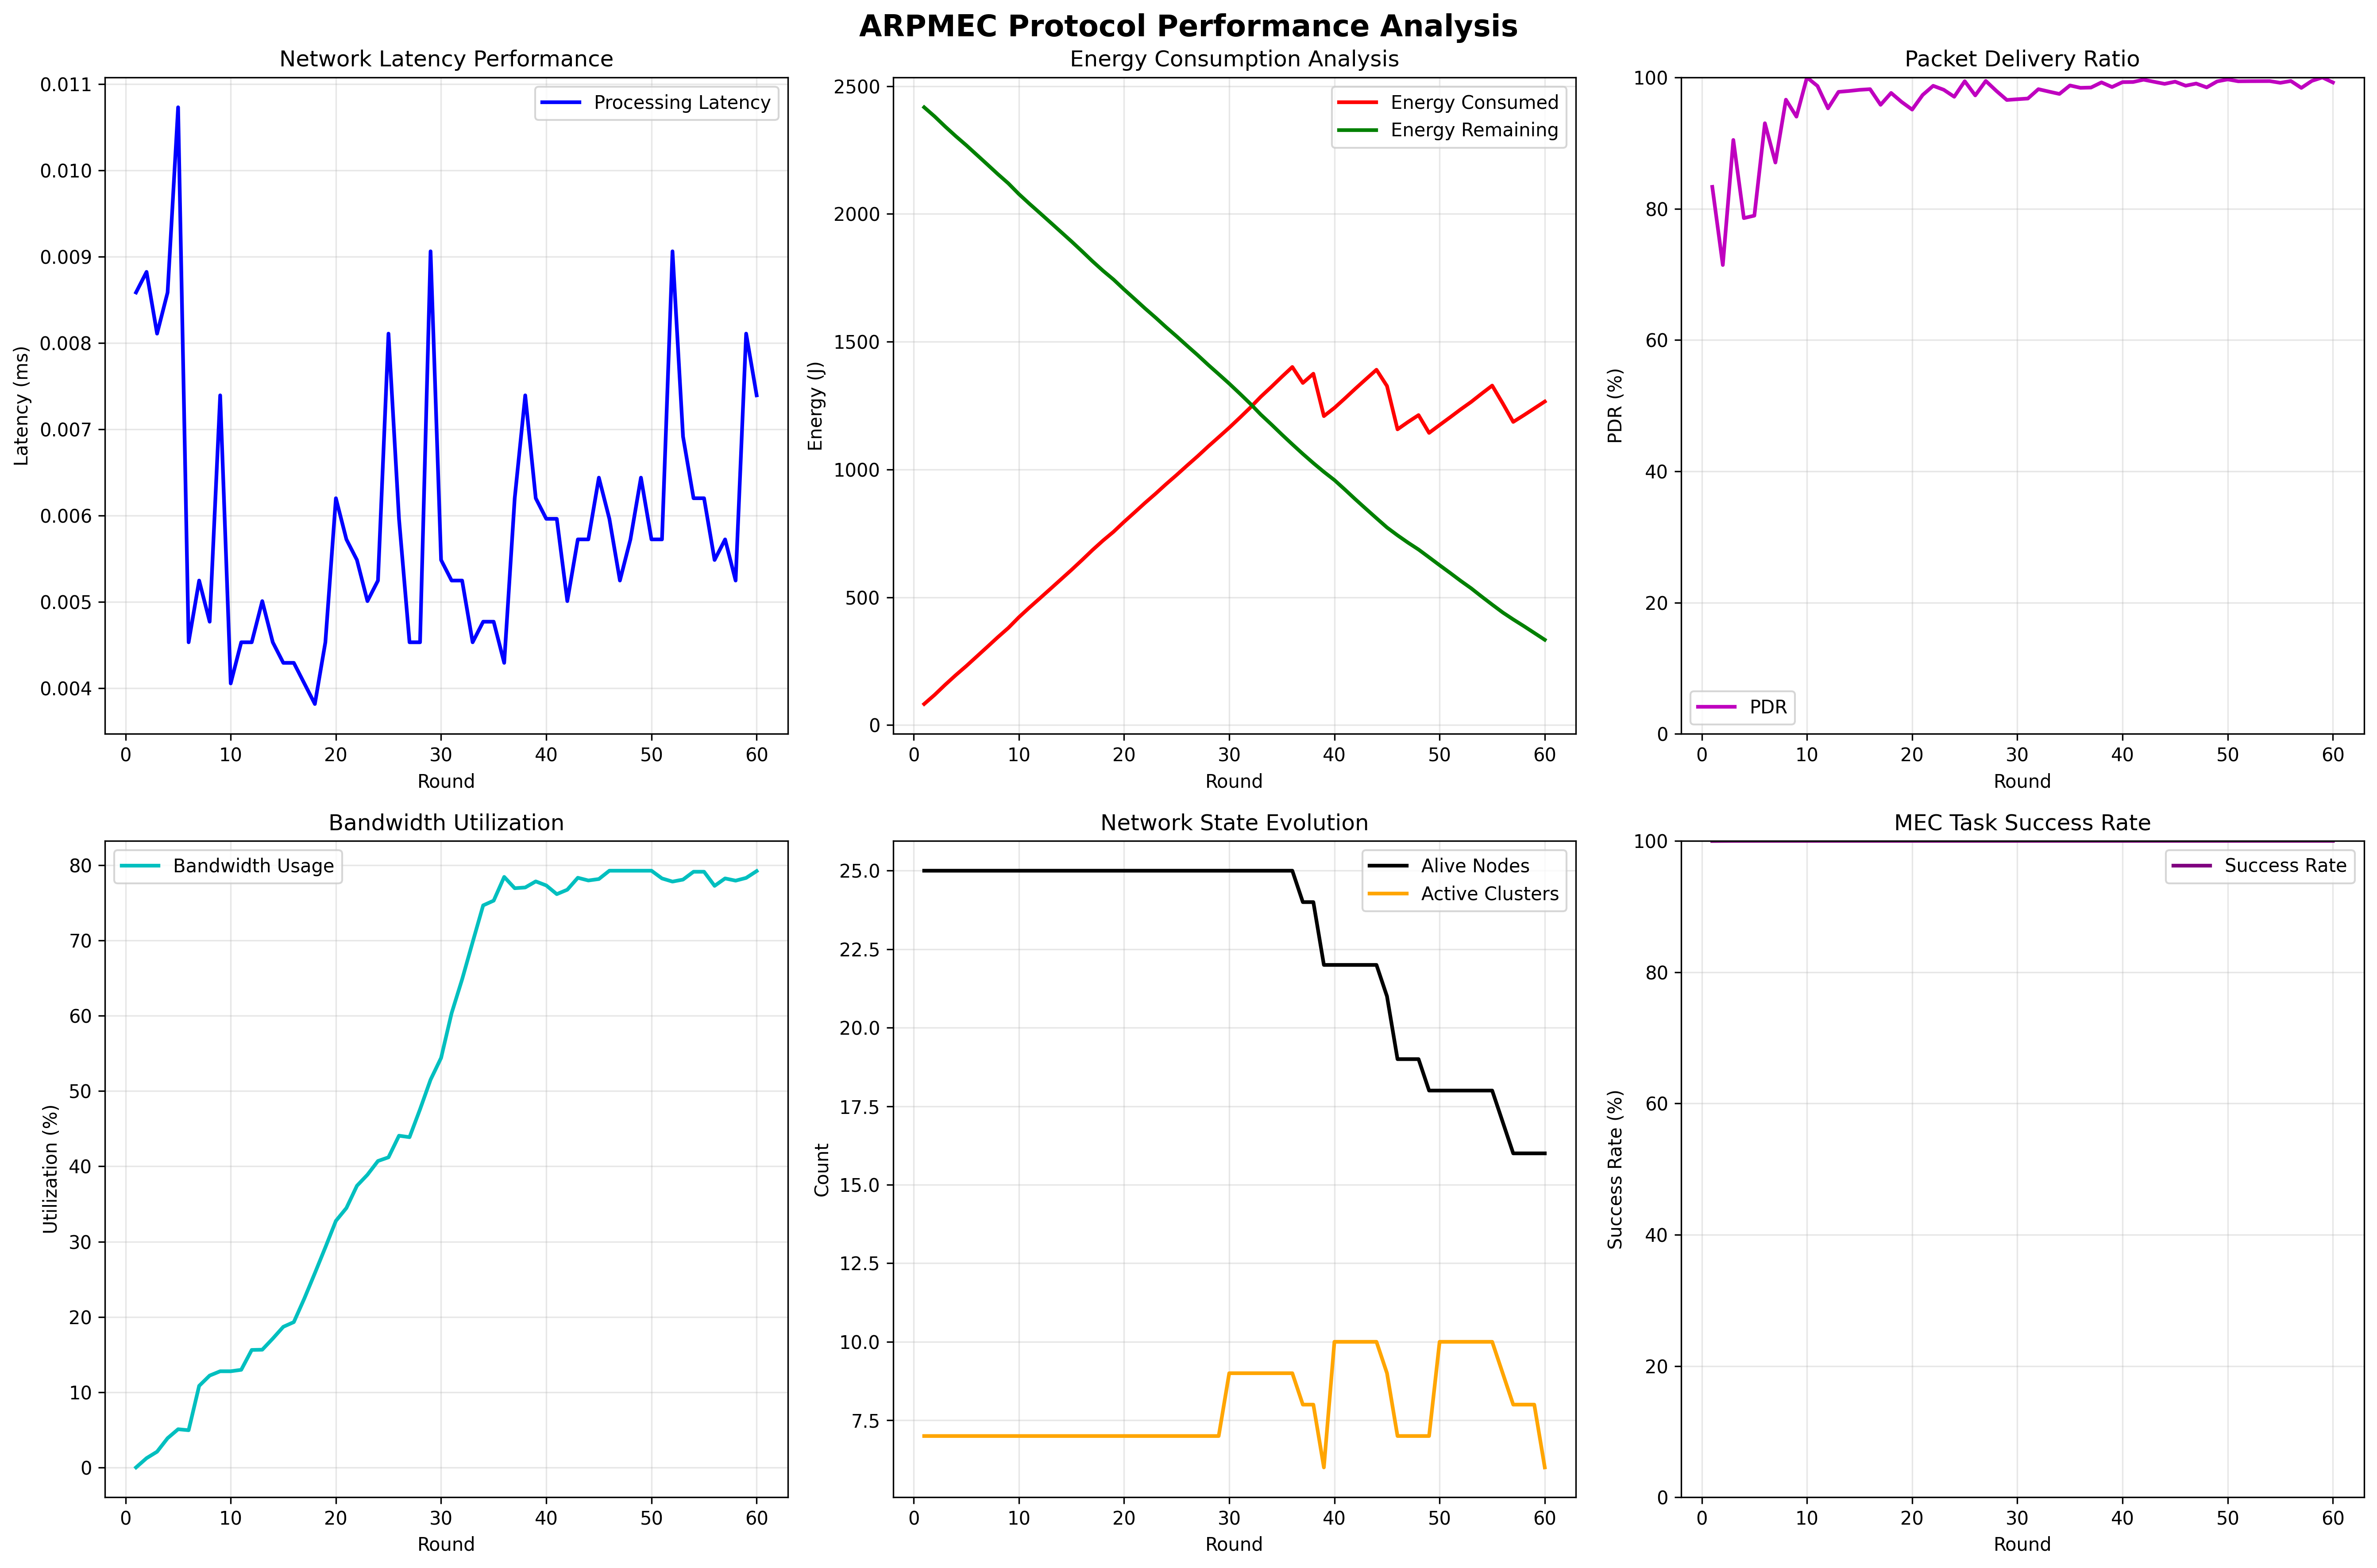 ARPMEC Protocol Performance Analysis
Network Latency Performance
Processing Latency
Latency (ms)
0.011
0.010
0.009
0.008
0.007
0.006
0.005
0.004
0 10 20 30 40 50 60
Round
Energy Consumption Analysis
Energy Consumed
Energy Remaining
Energy (J)
2500
2000
1500
1000
500
0
0 10 20 30 40 50 60
Round
Packet Delivery Ratio
PDR (%)
100
80
60
40
20
0
PDR
0 10 20 30 40 50 60
Round
Bandwidth Utilization
Bandwidth Usage
Utilization (%)
80
70
60
50
40
30
20
10
0
0 10 20 30 40 50 60
Round
Network State Evolution
Alive Nodes
Active Clusters
Count
25.0
22.5
20.0
17.5
15.0
12.5
10.0
7.5
0 10 20 30 40 50 60
Round
MEC Task Success Rate
Success Rate
Success Rate (%)
100
80
60
40
20
0
0 10 20 30 40 50 60
Round